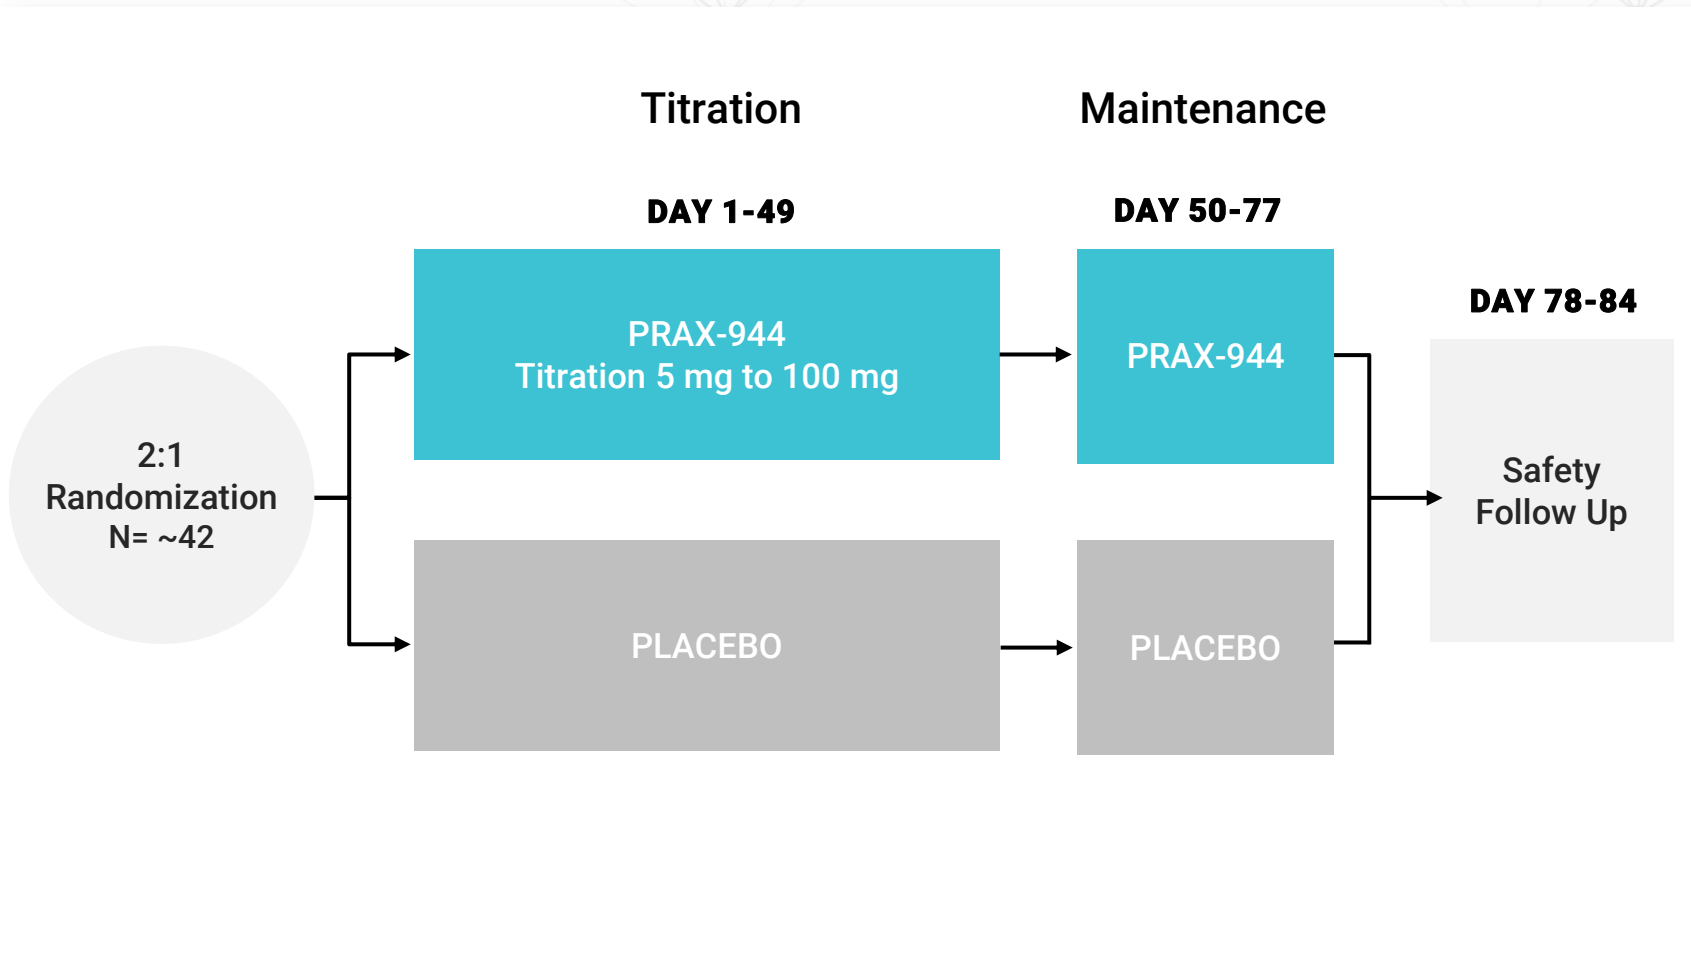 Titration
Maintenance
DAY 1-49
DAY 50-77
DAY 78-84
2:1
Randomization
N= ~42
PRAX-944
Titration 5 mg to 100 mg
PRAX-944
PLACEBO
PLACEBO
Safety
Follow Up